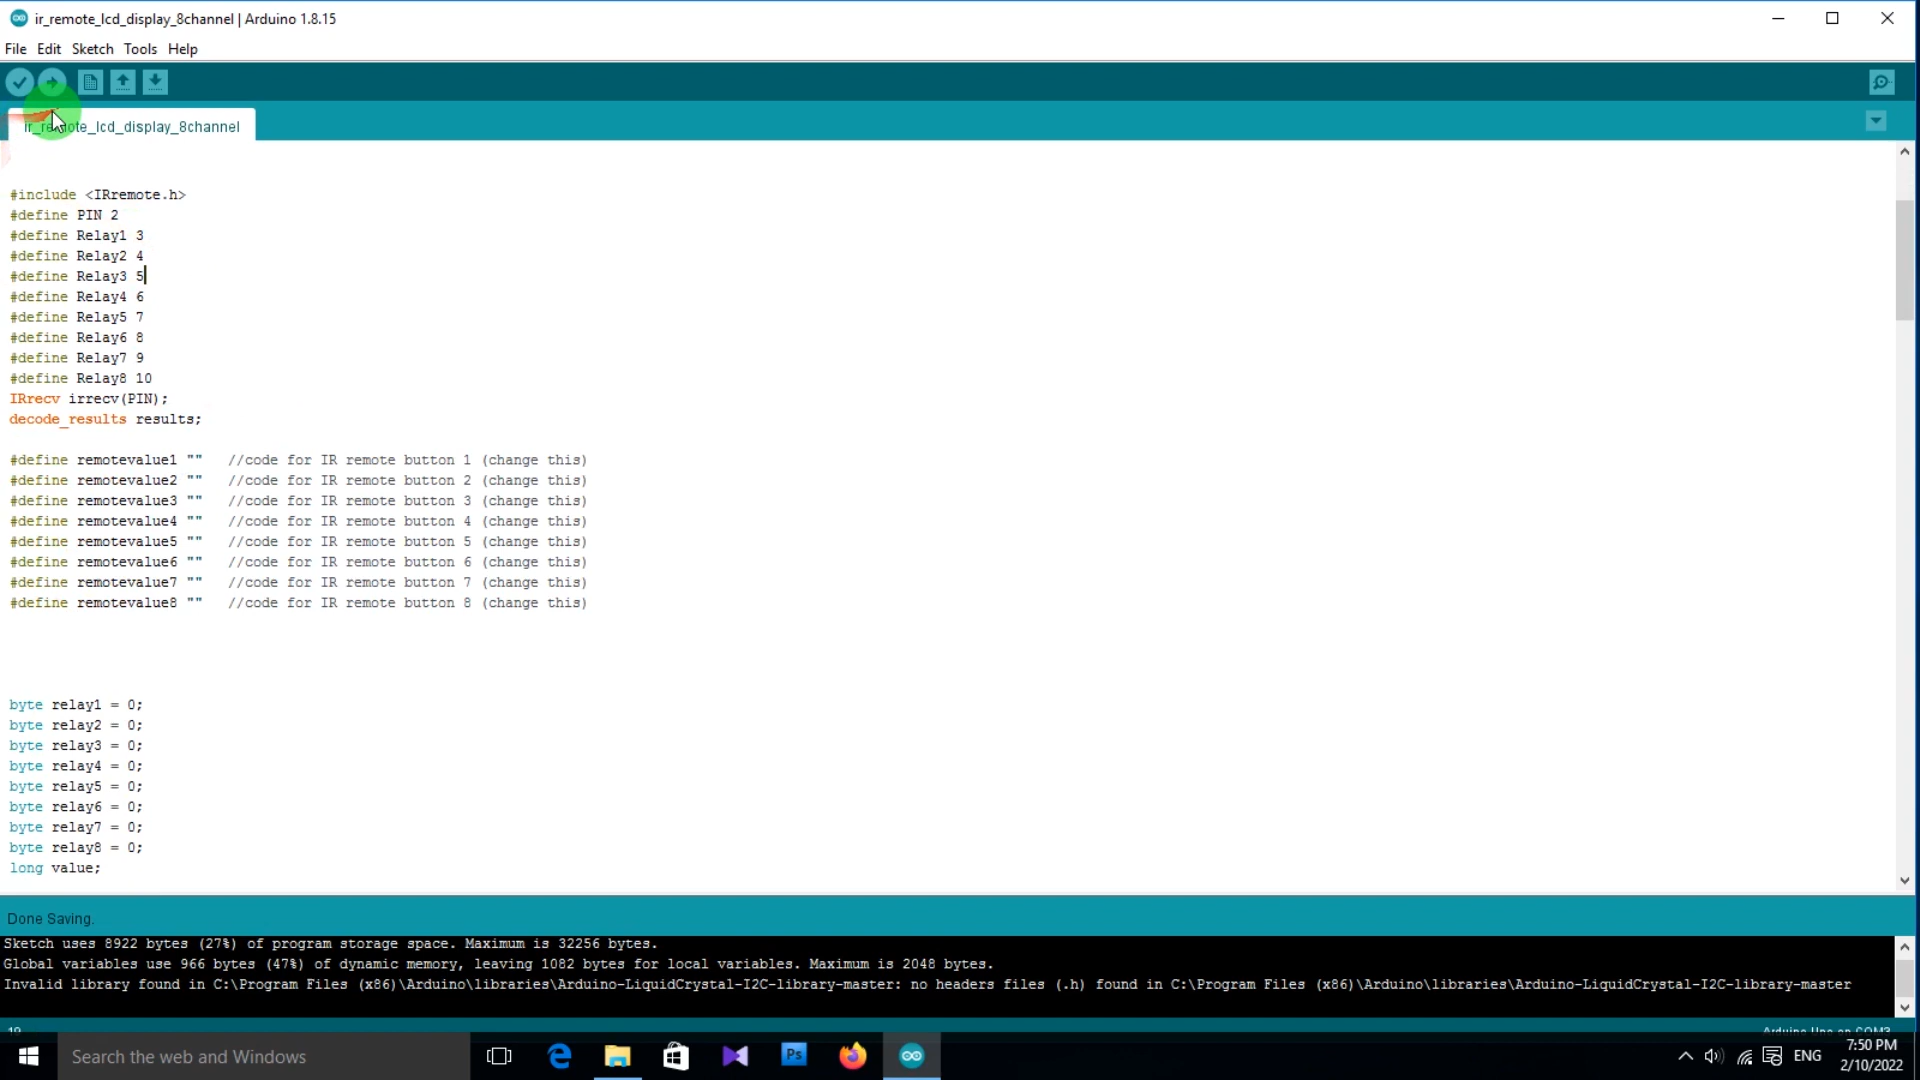 ir_remote_lcd_display_8channel | Arduino 1.8.15
File Edit Sketch Tools Help
ir_remote_lcd_display_8channel
#include <IRremote.h>
#define PIN 2
#define Relay1 3
#define Relay2 4
#define Relay3 5
#define Relay4 6
#define Relay5 7
#define Relay6 8
#define Relay7 9
#define Relay8 10
IRrecv irrecv(PIN);
decode_results results;
#define remotevalue1 ""   //code for IR remote button 1 (change this)
#define remotevalue2 ""   //code for IR remote button 2 (change this)
#define remotevalue3 ""   //code for IR remote button 3 (change this)
#define remotevalue4 ""   //code for IR remote button 4 (change this)
#define remotevalue5 ""   //code for IR remote button 5 (change this)
#define remotevalue6 ""   //code for IR remote button 6 (change this)
#define remotevalue7 ""   //code for IR remote button 7 (change this)
#define remotevalue8 ""   //code for IR remote button 8 (change this)
byte relay1 = 0;
byte relay2 = 0;
byte relay3 = 0;
byte relay4 = 0;
byte relay5 = 0;
byte relay6 = 0;
byte relay7 = 0;
byte relay8 = 0;
long value;
Done Saving.
Sketch uses 8922 bytes (27%) of program storage space. Maximum is 32256 bytes.
Global variables use 966 bytes (47%) of dynamic memory, leaving 1082 bytes for local variables. Maximum is 2048 bytes.
Invalid library found in C:\Program Files (x86)\Arduino\libraries\Arduino-LiquidCrystal-I2C-library-master: no headers files (.h) found in C:\Program Files (x86)\Arduino\libraries\Arduino-LiquidCrystal-I2C-library-master
Arduino Uno on COM3
Search the web and Windows
Ps
ENG
7:50 PM
2/10/2022